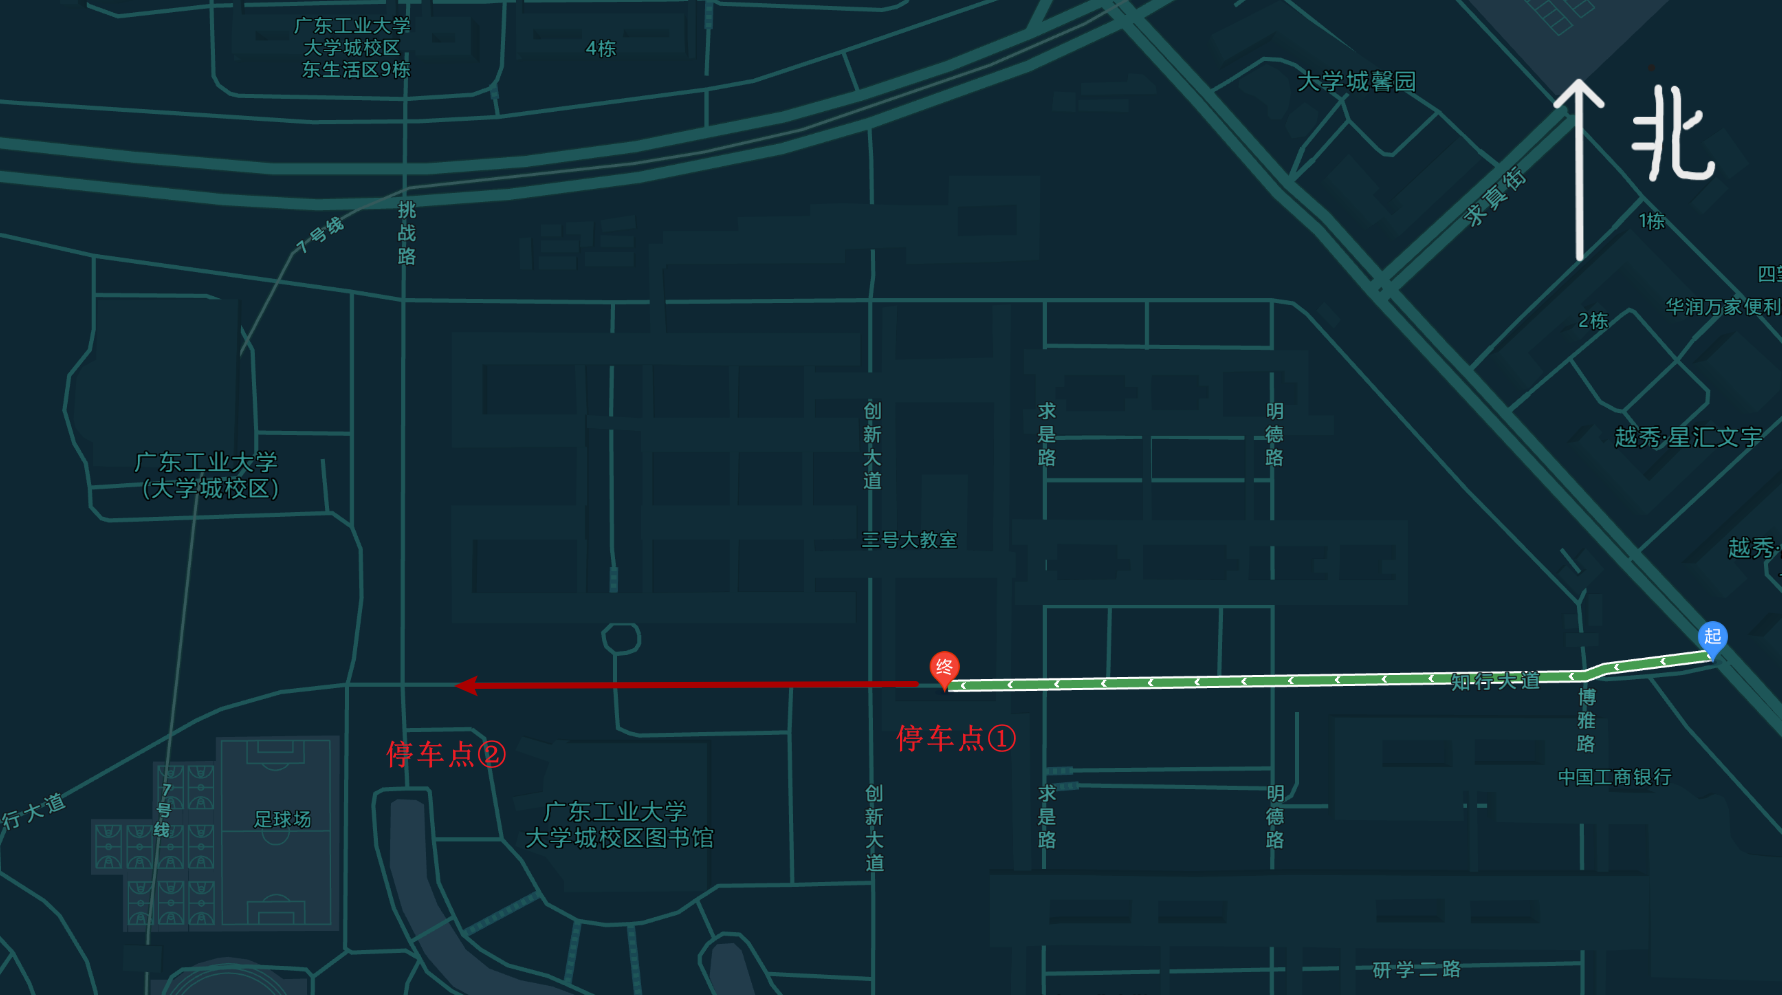 广东工业大学
大学城校区
东生活区9栋
4栋
大学城馨园
北
求真街
1栋
挑战路
7号线
华润万家便利
2栋
创新大道
求是路
明德路
越秀·星汇文宇
广东工业大学
(大学城校区)
三号大教室
越秀
起
终
知行大道
博雅路
停车点①
停车点②
中国工商银行
7号线
足球场
行大道
广东工业大学
大学城校区图书馆
创新大道
求是路
明德路
研学二路